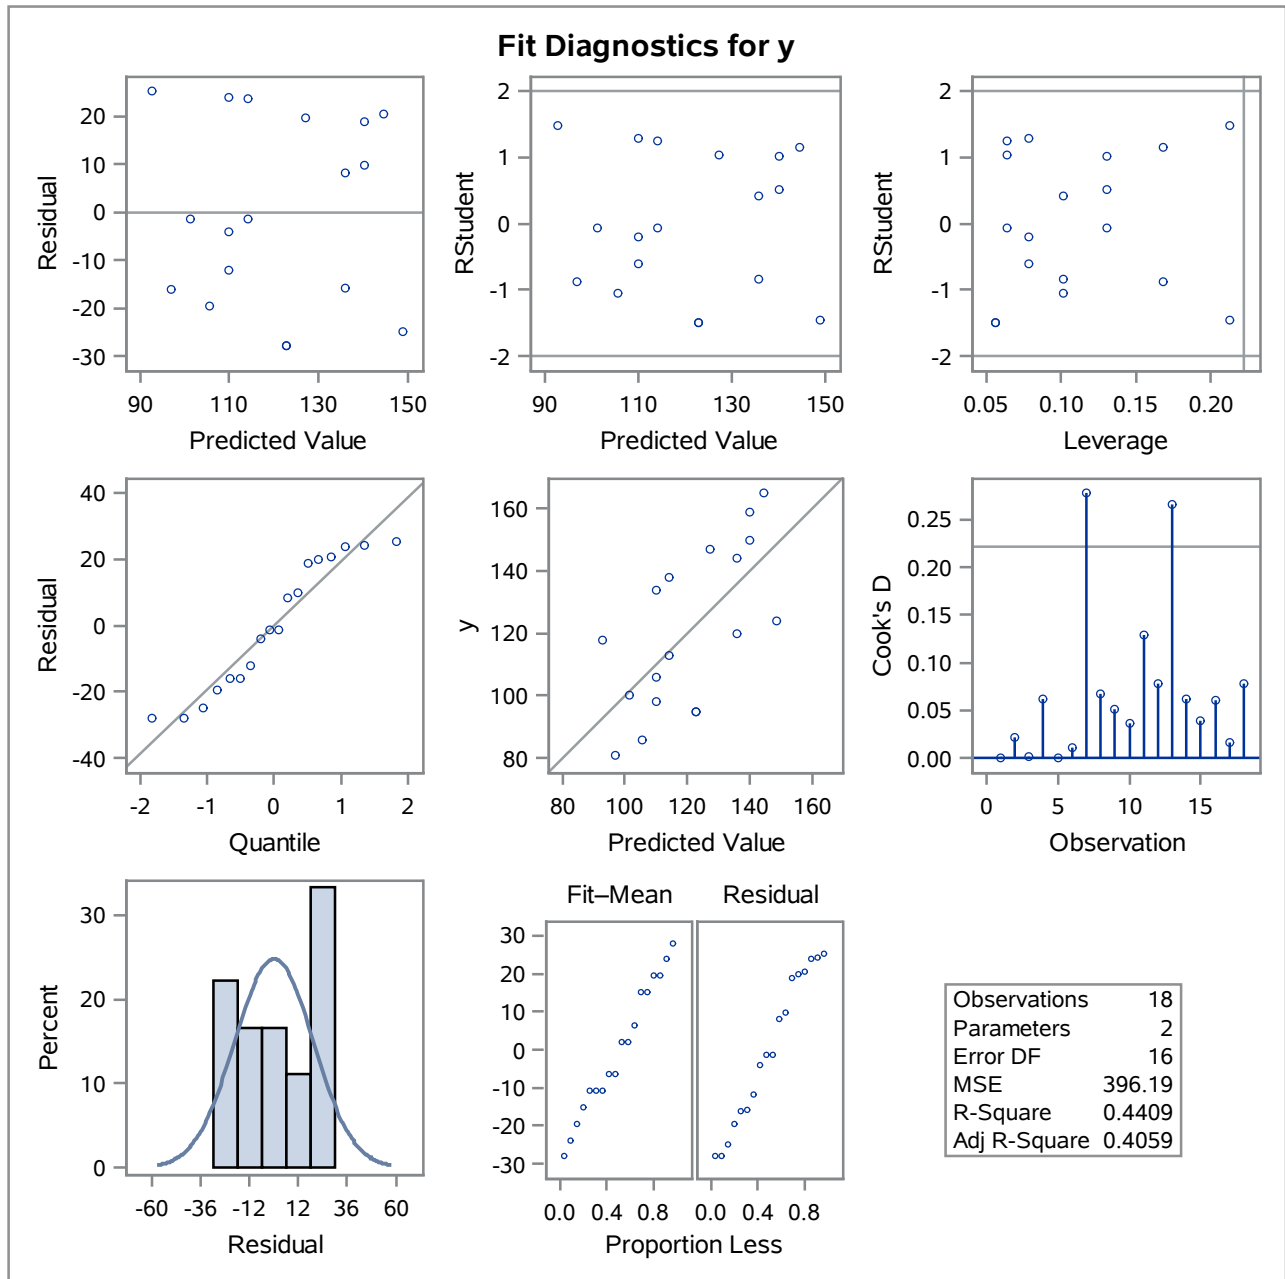 Fit Diagnostics for y
20
10
0
-10
-20
-30
Residual
90 110 130 150
Predicted Value
2
1
0
-1
-2
RStudent
90 110 130 150
Predicted Value
2
1
0
-1
-2
RStudent
0.05 0.10 0.15 0.20
Leverage
40
20
0
-20
-40
Residual
-2 -1 0 1 2
Quantile
160
140
120
100
80
y
80 100 120 140 160
Predicted Value
0.25
0.20
0.15
0.10
0.05
0.00
Cook's D
0 5 10 15
Observation
30
20
10
0
Percent
-60 -36 -12 12 36 60
Residual
Fit–Mean Residual
30
20
10
0
-10
-20
-30
0.0 0.4 0.8 0.0 0.4 0.8
Proportion Less
Observations 18
Parameters 2
Error DF 16
MSE 396.19
R-Square 0.4409
Adj R-Square 0.4059